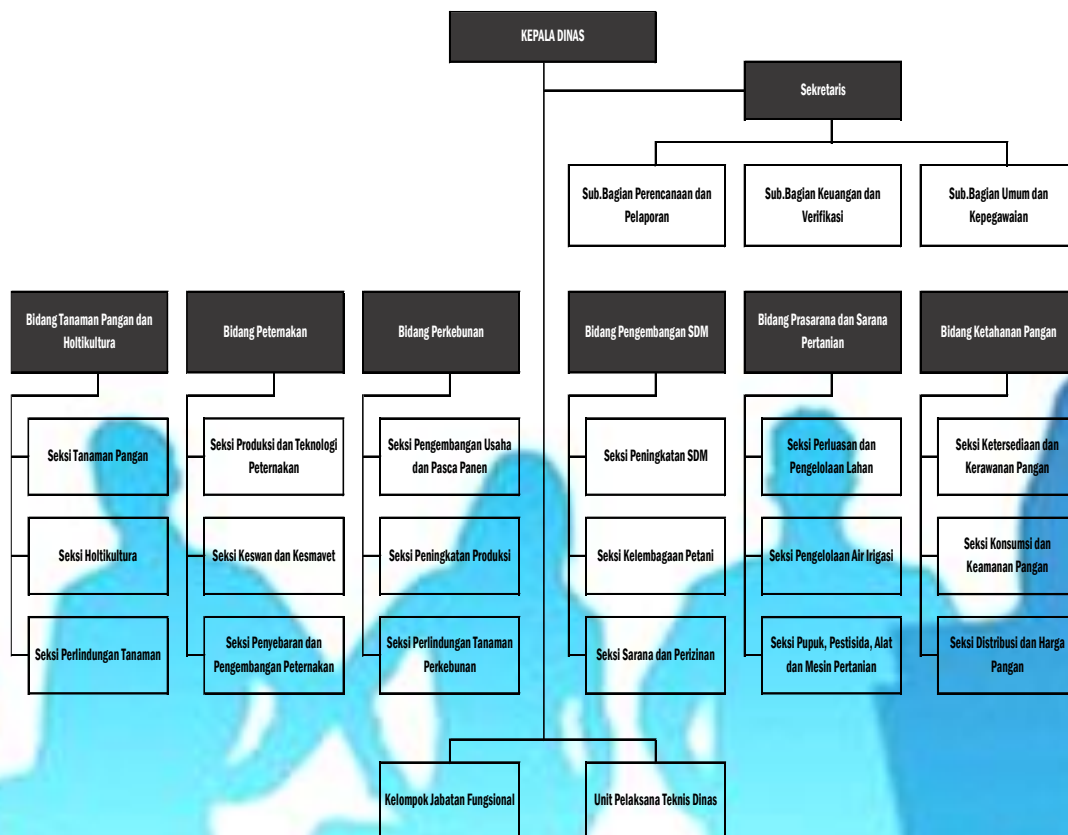 KEPALA DINAS
Sekretaris
Sub.Bagian Perencanaan dan
Pelaporan
Sub.Bagian Keuangan dan
Verifikasi
Sub.Bagian Umum dan
Kepegawaian
Bidang Tanaman Pangan dan
Holtikultura
Bidang Peternakan
Bidang Perkebunan
Bidang Pengembangan SDM
Bidang Prasarana dan Sarana
Pertanian
Bidang Ketahanan Pangan
Seksi Tanaman Pangan
Seksi Produksi dan Teknologi
Peternakan
Seksi Pengembangan Usaha
dan Pasca Panen
Seksi Peningkatan SDM
Seksi Perluasan dan
Pengelolaan Lahan
Seksi Ketersediaan dan
Kerawanan Pangan
Seksi Holtikultura
Seksi Keswan dan Kesmavet
Seksi Peningkatan Produksi
Seksi Kelembagaan Petani
Seksi Pengelolaan Air Irigasi
Seksi Konsumsi dan
Keamanan Pangan
Seksi Perlindungan Tanaman
Seksi Penyebaran dan
Pengembangan Peternakan
Seksi Perlindungan Tanaman
Perkebunan
Seksi Sarana dan Perizinan
Seksi Pupuk, Pestisida, Alat
dan Mesin Pertanian
Seksi Distribusi dan Harga
Pangan
Kelompok Jabatan Fungsional
Unit Pelaksana Teknis Dinas